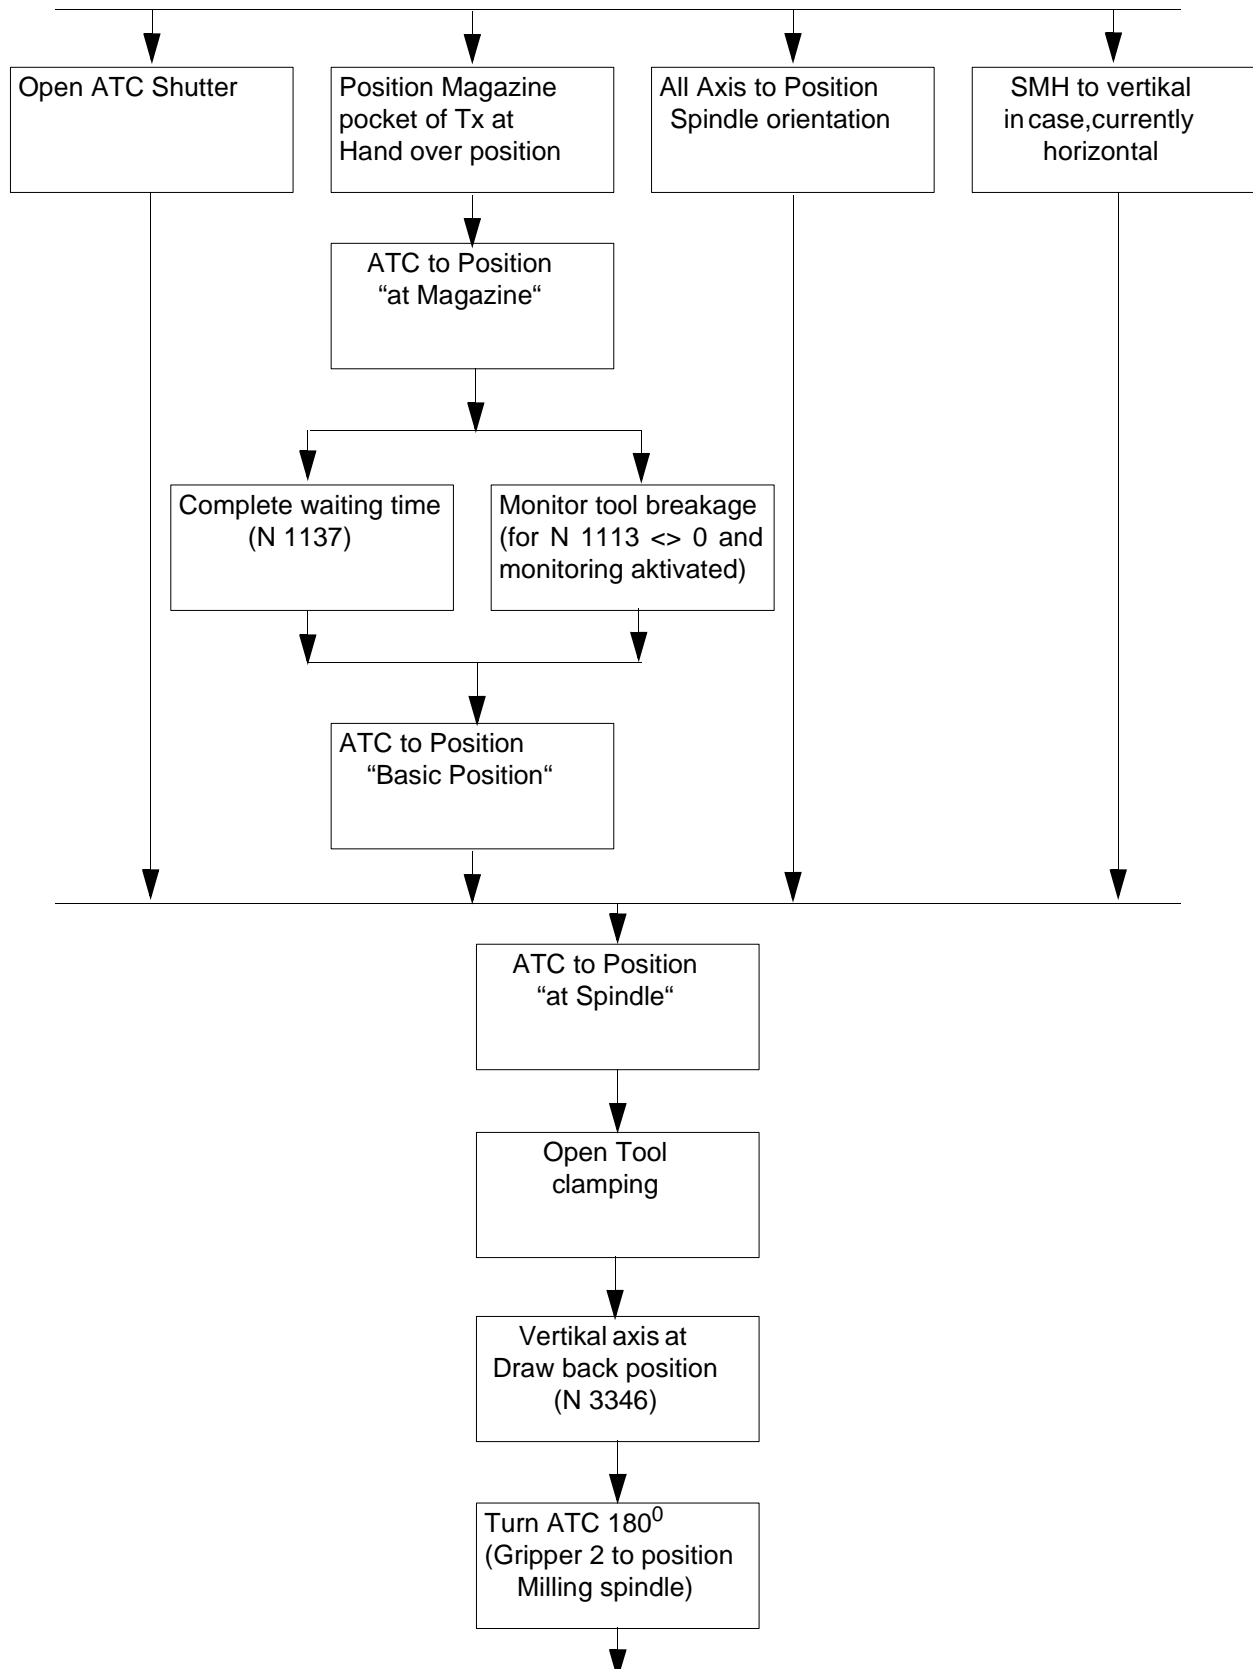 Open ATC Shutter
Position Magazine
pocket of Tx at
Hand over position
All Axis to Position
Spindle orientation
SMH to vertikal
in case,currently
horizontal
ATC to Position
“at Magazine“
Complete waiting time
(N 1137)
Monitor tool breakage
(for N 1113 <> 0 and
monitoring aktivated)
ATC to Position
“Basic Position“
ATC to Position
“at Spindle“
Open Tool
clamping
Vertikal axis at
Draw back position
(N 3346)
Turn ATC 180⁰
(Gripper 2 to position
Milling spindle)